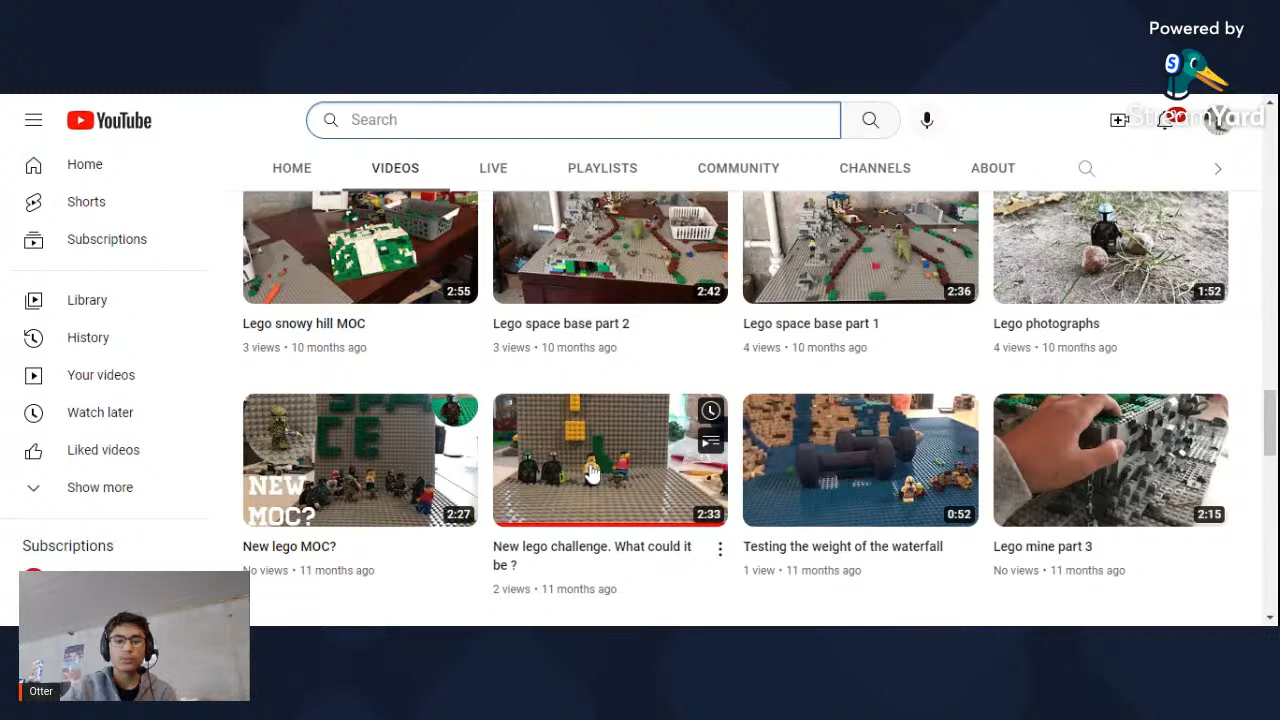 Powered by
S
StreamYard
YouTube
Search
Home
Shorts
Subscriptions
Library
History
Your videos
Watch later
Liked videos
Show more
Subscriptions
HOME
VIDEOS
LIVE
PLAYLISTS
COMMUNITY
CHANNELS
ABOUT
2:55
2:42
2:36
1:52
Lego snowy hill MOC
3 views • 10 months ago
Lego space base part 2
3 views • 10 months ago
Lego space base part 1
4 views • 10 months ago
Lego photographs
4 views • 10 months ago
CE
NEW
MOC?
2:27
2:33
0:52
2:15
New lego MOC?
No views • 11 months ago
New lego challenge. What could it
be ?
2 views • 11 months ago
Testing the weight of the waterfall
1 view • 11 months ago
Lego mine part 3
No views • 11 months ago
Otter